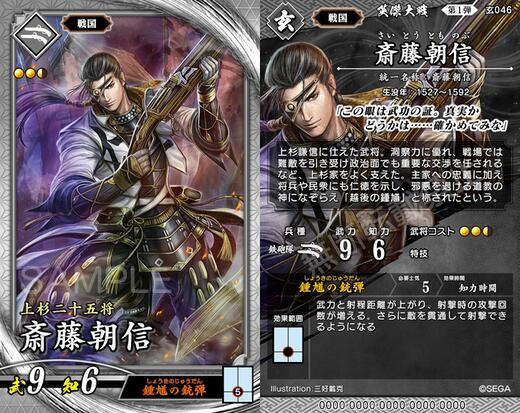 戦国
SAMPLE
上杉二十五将
斎藤朝信
武9 知6
しょうきのじゅうだん
鍾馗の銃弾
5
玄
戦国
英傑大戦
第1弾
玄046
さいとうとものぶ
斎藤朝信
統一名称：斎藤朝信
生没年：1527～1592
「この眼は武功の証。真実か
どうかは……確かめてみな」
上杉謙信に仕えた武将。洞察力に優れ、戦場では
難敵を引き受け政治面でも重要な交渉を任される
など、上杉家をよく支えた。主家への忠義に加え
将兵や民衆にも仁徳を示し、邪悪を退ける道教の
神になぞらえ「越後の鍾馗」と称されたという。
兵種 武力 知力 武将コスト
鉄砲隊 9 6 特技
しょうきのじゅうだん
鍾馗の銃弾
必要士気 5
効果時間 知力時間
効果範囲
武力と射程距離が上がり、射撃時の攻撃回
数が増える。さらに敵を貫通して射撃でき
るようになる
Illustration:三好載克
©SEGA
0000 0000 0000 0000 0000